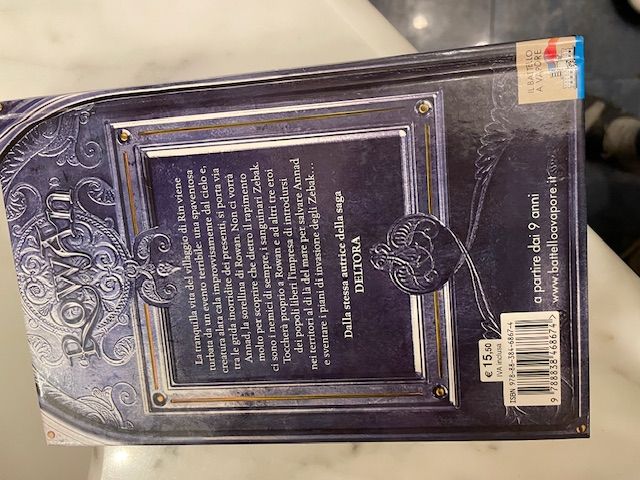 ROWAN
La tranquilla vita del villaggio di Rin viene
turbata da un evento terribile: una spaventosa
creatura alata cala improvvisamente dal cielo e,
tra le grida inorridite dei presenti, si porta via
Annad, la sorellina di Rowan. Non ci vorrà
molto per scoprire che dietro il rapimento
ci sono i nemici di sempre, i sanguinari Zebak.
Toccherà proprio a Rowan e ad altri tre eroi
dei popoli liberi l'impresa di introdursi
nei territori al di là del mare per salvare Annad
e sventare i piani di invasione degli Zebak...
Dalla stessa autrice della saga
DELTORA
a partire dai 9 anni
www.battelloavapore.it
IL BATTELLO
A VAPORE
€ 15,50
IVA inclusa
ISBN 978-88-384-6867-4
9 788838 468674